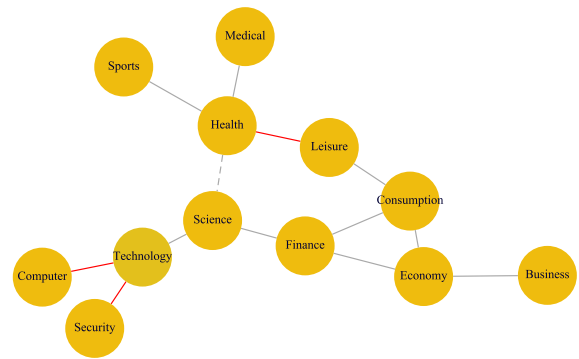 Medical
Sports
Health
Leisure
Consumption
Science
Finance
Technology
Computer
Economy
Business
Security